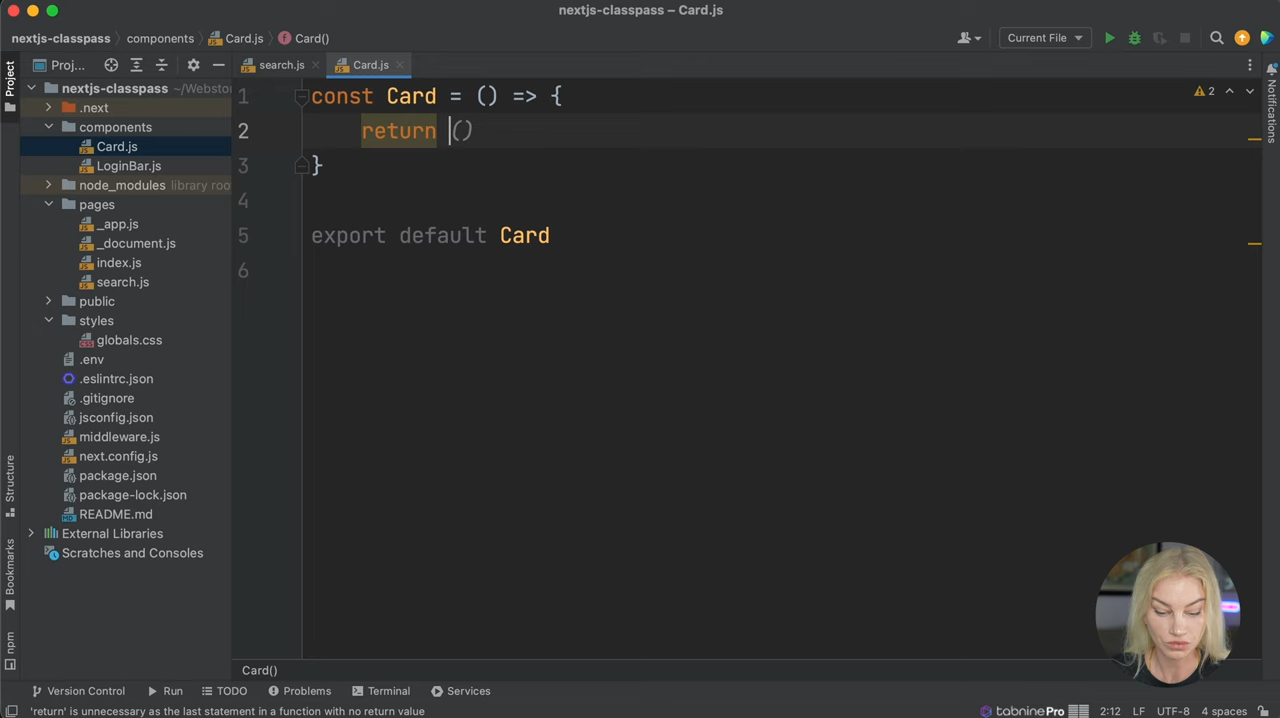 nextjs-classpass – Card.js
nextjs-classpass components Card.js Card() Current File
Project Proj... search.js Card.js
nextjs-classpass ~/Websto
.next
components
Card.js
LoginBar.js
node_modules library roo
pages
_app.js
_document.js
index.js
search.js
public
styles
globals.css
.env
.eslintrc.json
.gitignore
jsconfig.json
middleware.js
next.config.js
package.json
package-lock.json
README.md
External Libraries
Scratches and Consoles
1 const Card = () => {
2 return ()
3 }
4
5 export default Card
6
2
Notifications
Structure
Bookmarks
npm
Card()
Version Control Run TODO Problems Terminal Services
'return' is unnecessary as the last statement in a function with no return value tabninePro 2:12 LF UTF-8 4 spaces